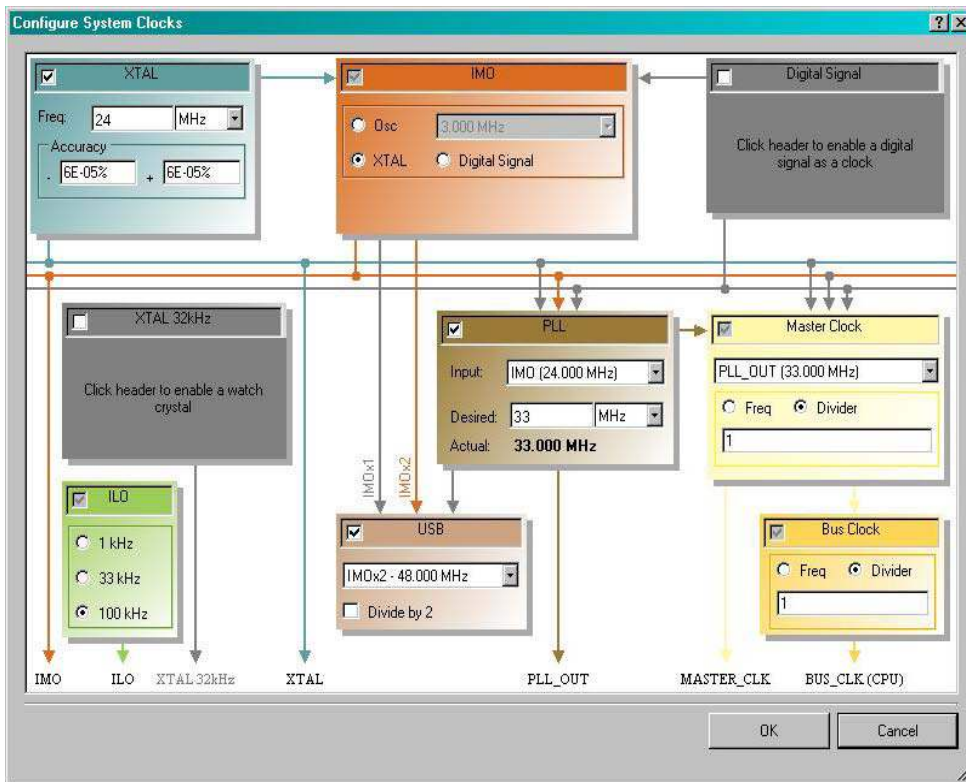 Configure System Clocks
XTAL
Freq: 24 MHz
Accuracy
- 6E-05% + 6E-05%
IMO
Osc 3.000 MHz
XTAL Digital Signal
Digital Signal
Click header to enable a digital
signal as a clock
XTAL 32kHz
Click header to enable a watch
crystal
PLL
Input: IMO (24.000 MHz)
Desired: 33 MHz
Actual: 33.000 MHz
Master Clock
PLL_OUT (33.000 MHz)
Freq Divider
1
IMOx1
IMOx2
ILO
1 kHz
33 kHz
100 kHz
USB
IMOx2 - 48.000 MHz
Divide by 2
Bus Clock
Freq Divider
1
IMO ILO XTAL 32kHz XTAL PLL_OUT MASTER_CLK BUS_CLK (CPU)
OK Cancel